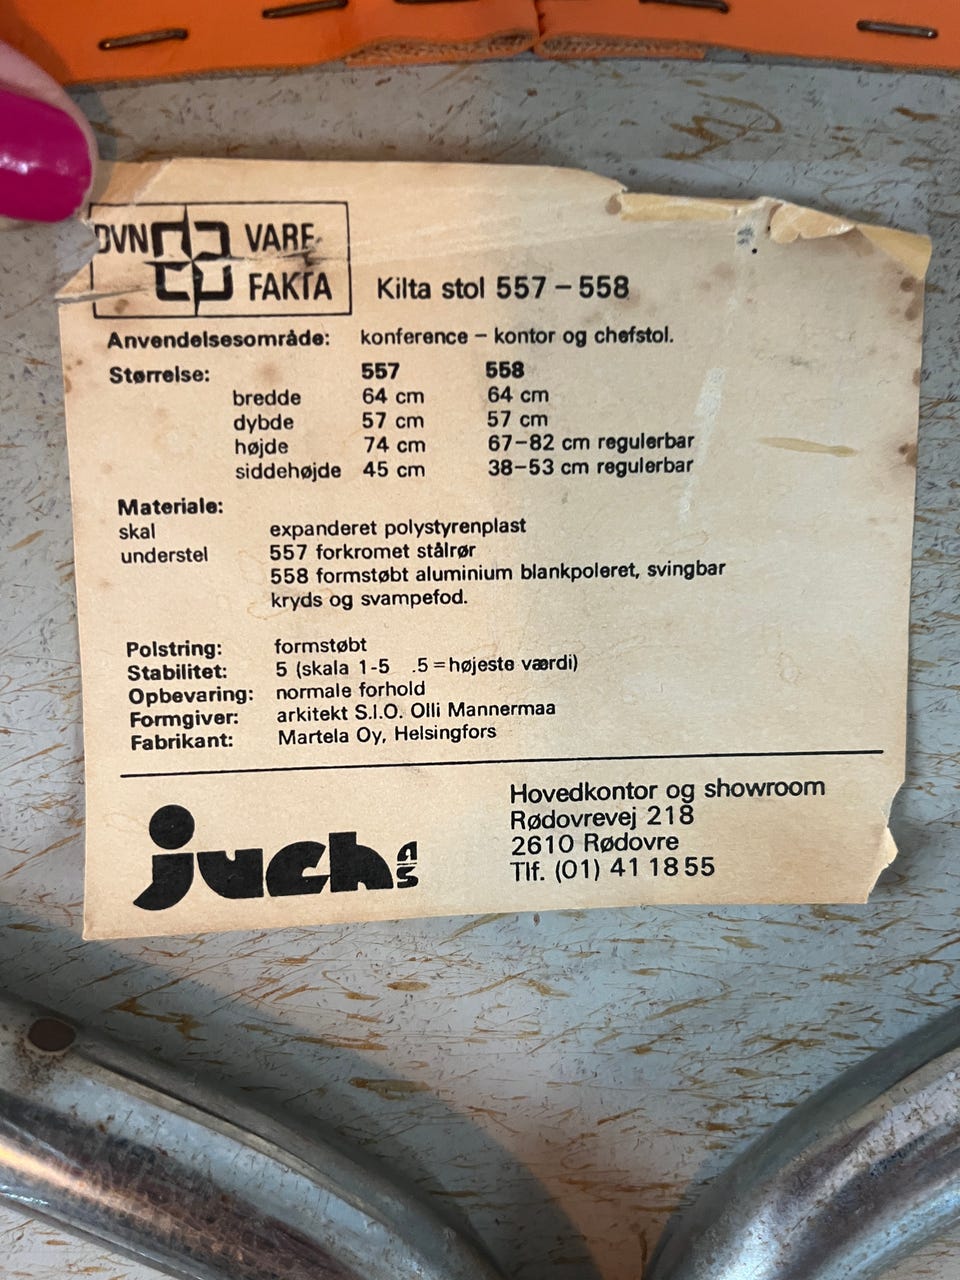 DVN VARE
FAKTA
Kilta stol 557 – 558
Anvendelsesområde: konference – kontor og chefstol.
Størrelse: 557 558
bredde 64 cm 64 cm
dybde 57 cm 57 cm
højde 74 cm 67–82 cm regulerbar
siddehøjde 45 cm 38–53 cm regulerbar
Materiale:
skal expanderet polystyrenplast
understel 557 forkromet stålrør
558 formstøbt aluminium blankpoleret, svingbar
kryds og svampefod.
Polstring: formstøbt
Stabilitet: 5 (skala 1-5 .5 = højeste værdi)
Opbevaring: normale forhold
Formgiver: arkitekt S.I.O. Olli Mannermaa
Fabrikant: Martela Oy, Helsingfors
juch A/S
Hovedkontor og showroom
Rødovrevej 218
2610 Rødovre
Tlf. (01) 41 18 55